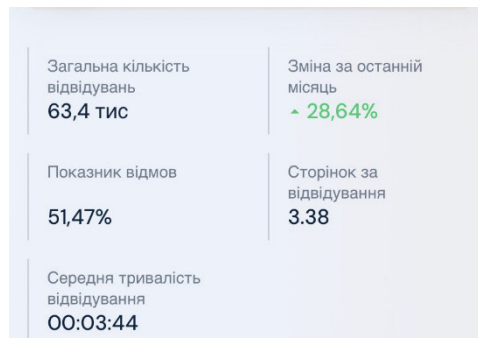 Загальна кількість
відвідувань
63,4 тис
Зміна за останній
місяць
28,64%
Показник відмов
51,47%
Сторінок за
відвідування
3.38
Середня тривалість
відвідування
00:03:44